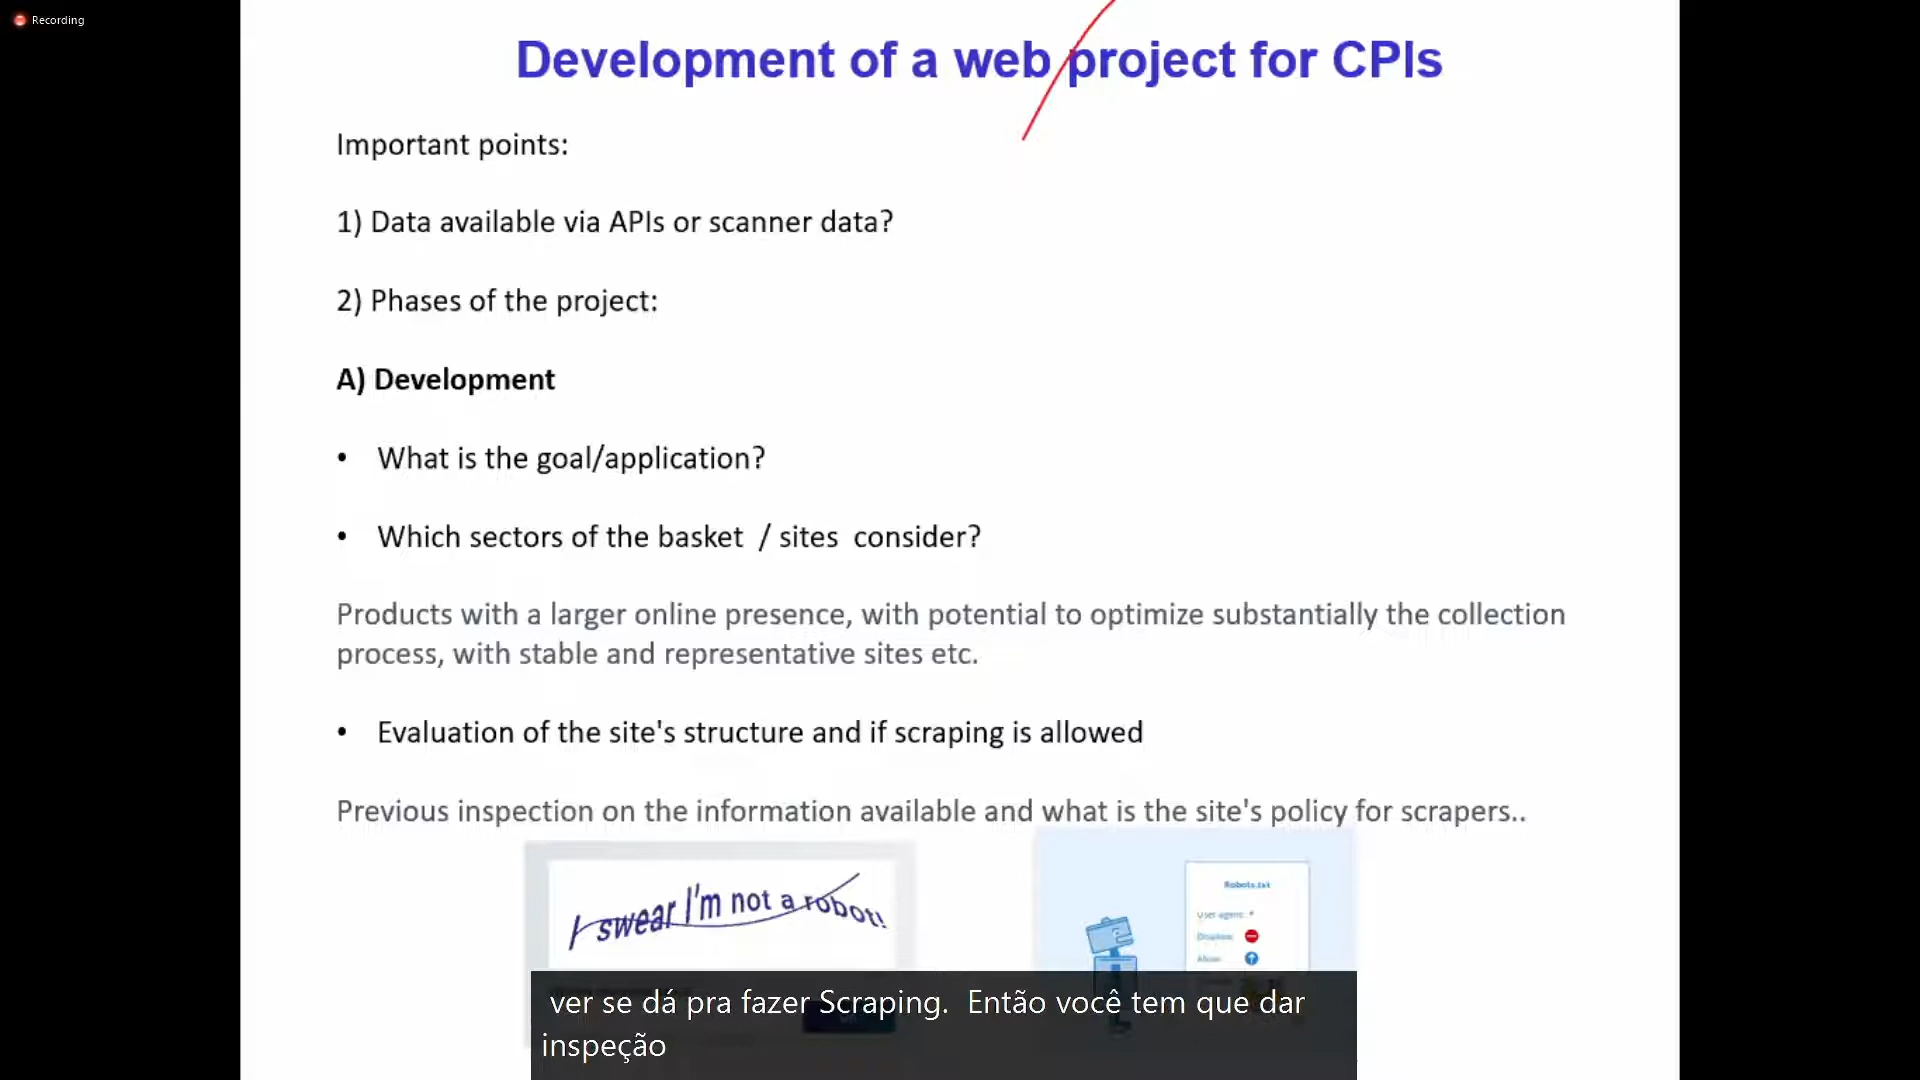 Recording
Development of a web project for CPIs
Important points:
1) Data available via APIs or scanner data?
2) Phases of the project:
A) Development
• What is the goal/application?
• Which sectors of the basket / sites consider?
Products with a larger online presence, with potential to optimize substantially the collection
process, with stable and representative sites etc.
• Evaluation of the site's structure and if scraping is allowed
Previous inspection on the information available and what is the site's policy for scrapers..
I swear I'm not a robot!
Robots.txt
User agent: *
Disallow:
Allow:
ver se dá pra fazer Scraping. Então você tem que dar
inspeção